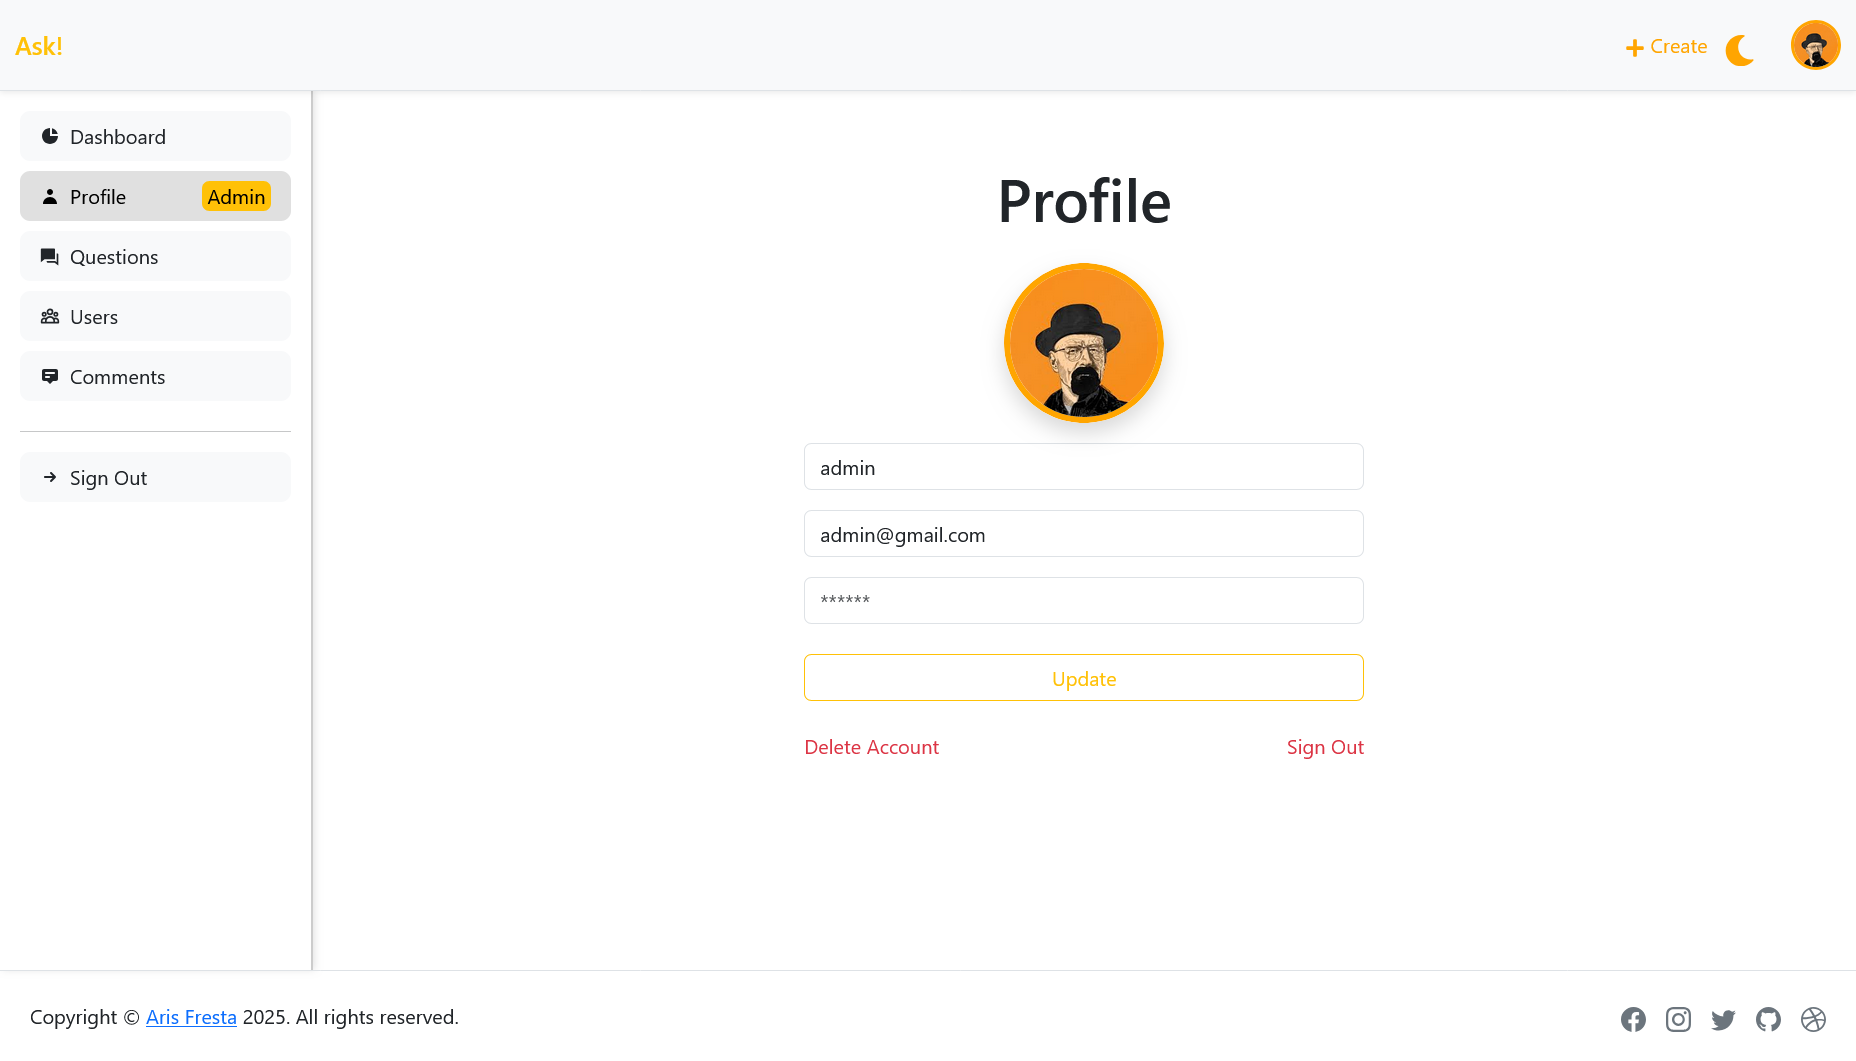 Ask!
Create
Dashboard
Profile Admin
Questions
Users
Comments
Sign Out
Profile
admin
admin@gmail.com
******
Update
Delete Account Sign Out
Copyright © Aris Fresta 2025. All rights reserved.